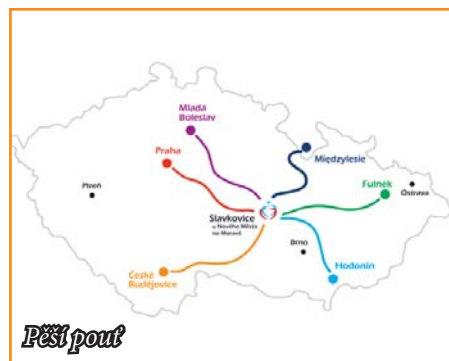 Mladá
Boleslav
Praha
Międzylesie
Plzeň
Fulnek
Ostrava
Slavkovice
u Nového Města
na Moravě
Brno
Hodonín
České
Budějovice
Pěší pouť